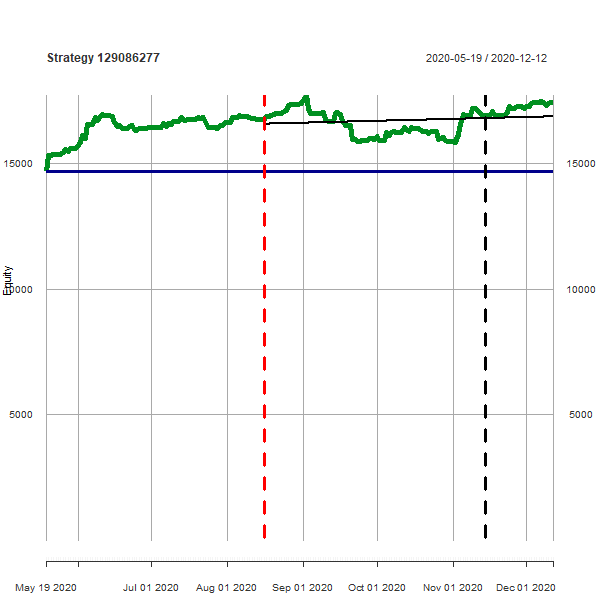 Strategy 129086277
2020-05-19 / 2020-12-12
15000
15000
Equity
10000
10000
5000
5000
May 19 2020
Jul 01 2020
Aug 01 2020
Sep 01 2020
Oct 01 2020
Nov 01 2020
Dec 01 2020